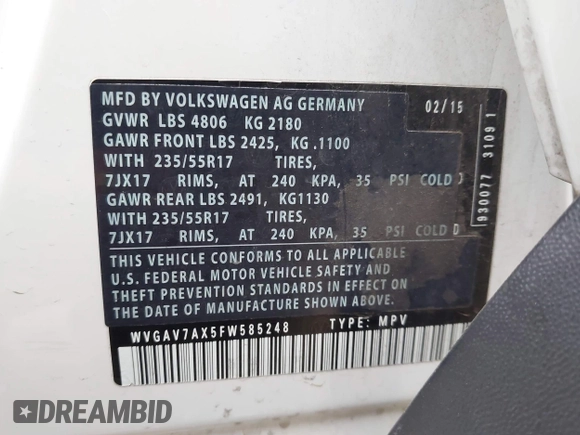 MFD BY VOLKSWAGEN AG GERMANY 02/15
GVWR LBS 4806 KG 2180
GAWR FRONT LBS 2425, KG .1100
WITH 235/55R17 TIRES,
7JX17 RIMS, AT 240 KPA, 35 PSI COLD
GAWR REAR LBS 2491, KG1130
WITH 235/55R17 TIRES,
7JX17 RIMS, AT 240 KPA, 35 PSI COLD
THIS VEHICLE CONFORMS TO ALL APPLICABLE
U.S. FEDERAL MOTOR VEHICLE SAFETY AND
THEFT PREVENTION STANDARDS IN EFFECT ON
THE DATE OF MANUFACTURE SHOWN ABOVE.
WVGAV7AX5FW585248 TYPE: MPV
930077 3109 1
DREAMBID